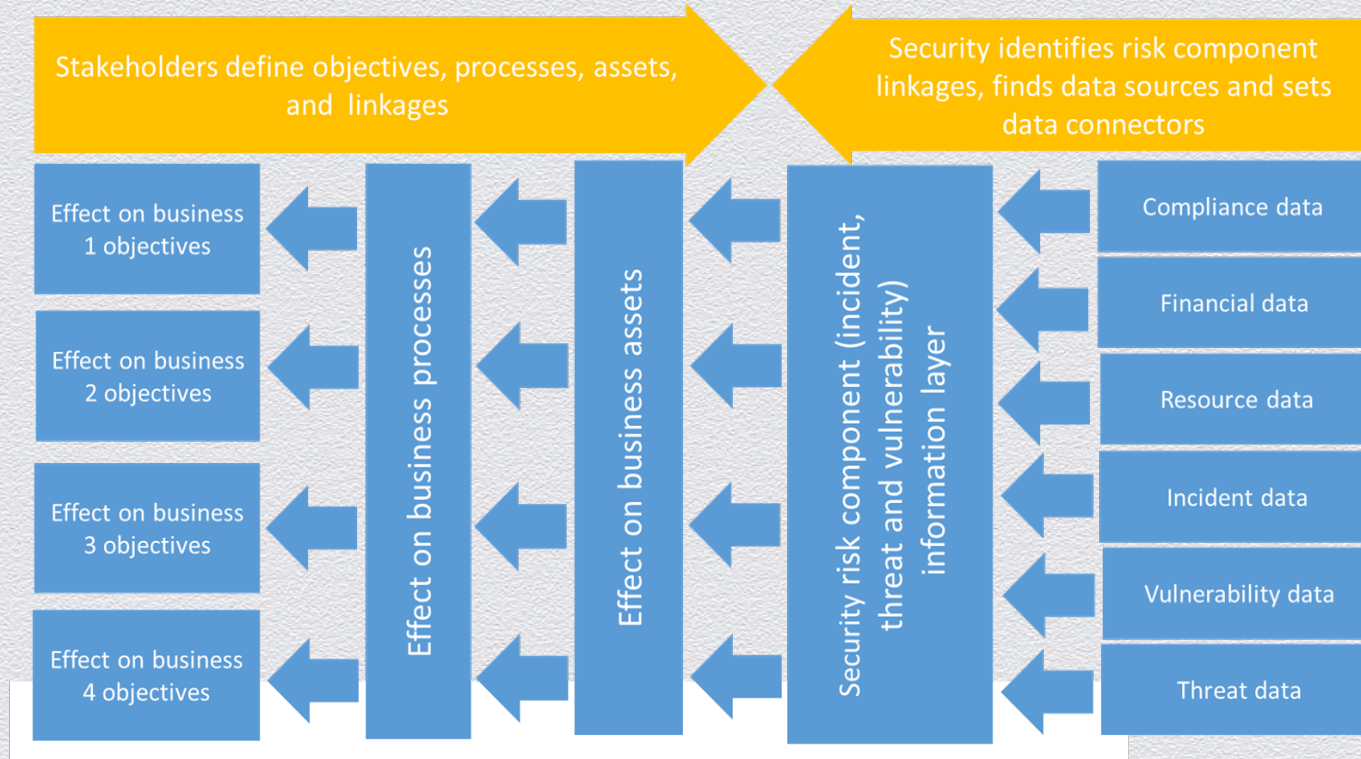 Stakeholders define objectives, processes, assets,
and linkages
Security identifies risk component
linkages, finds data sources and sets
data connectors
Effect on business
1 objectives
Effect on business
2 objectives
Effect on business
3 objectives
Effect on business
4 objectives
Effect on business processes
Effect on business assets
Security risk component (incident,
threat and vulnerability)
information layer
Compliance data
Financial data
Resource data
Incident data
Vulnerability data
Threat data